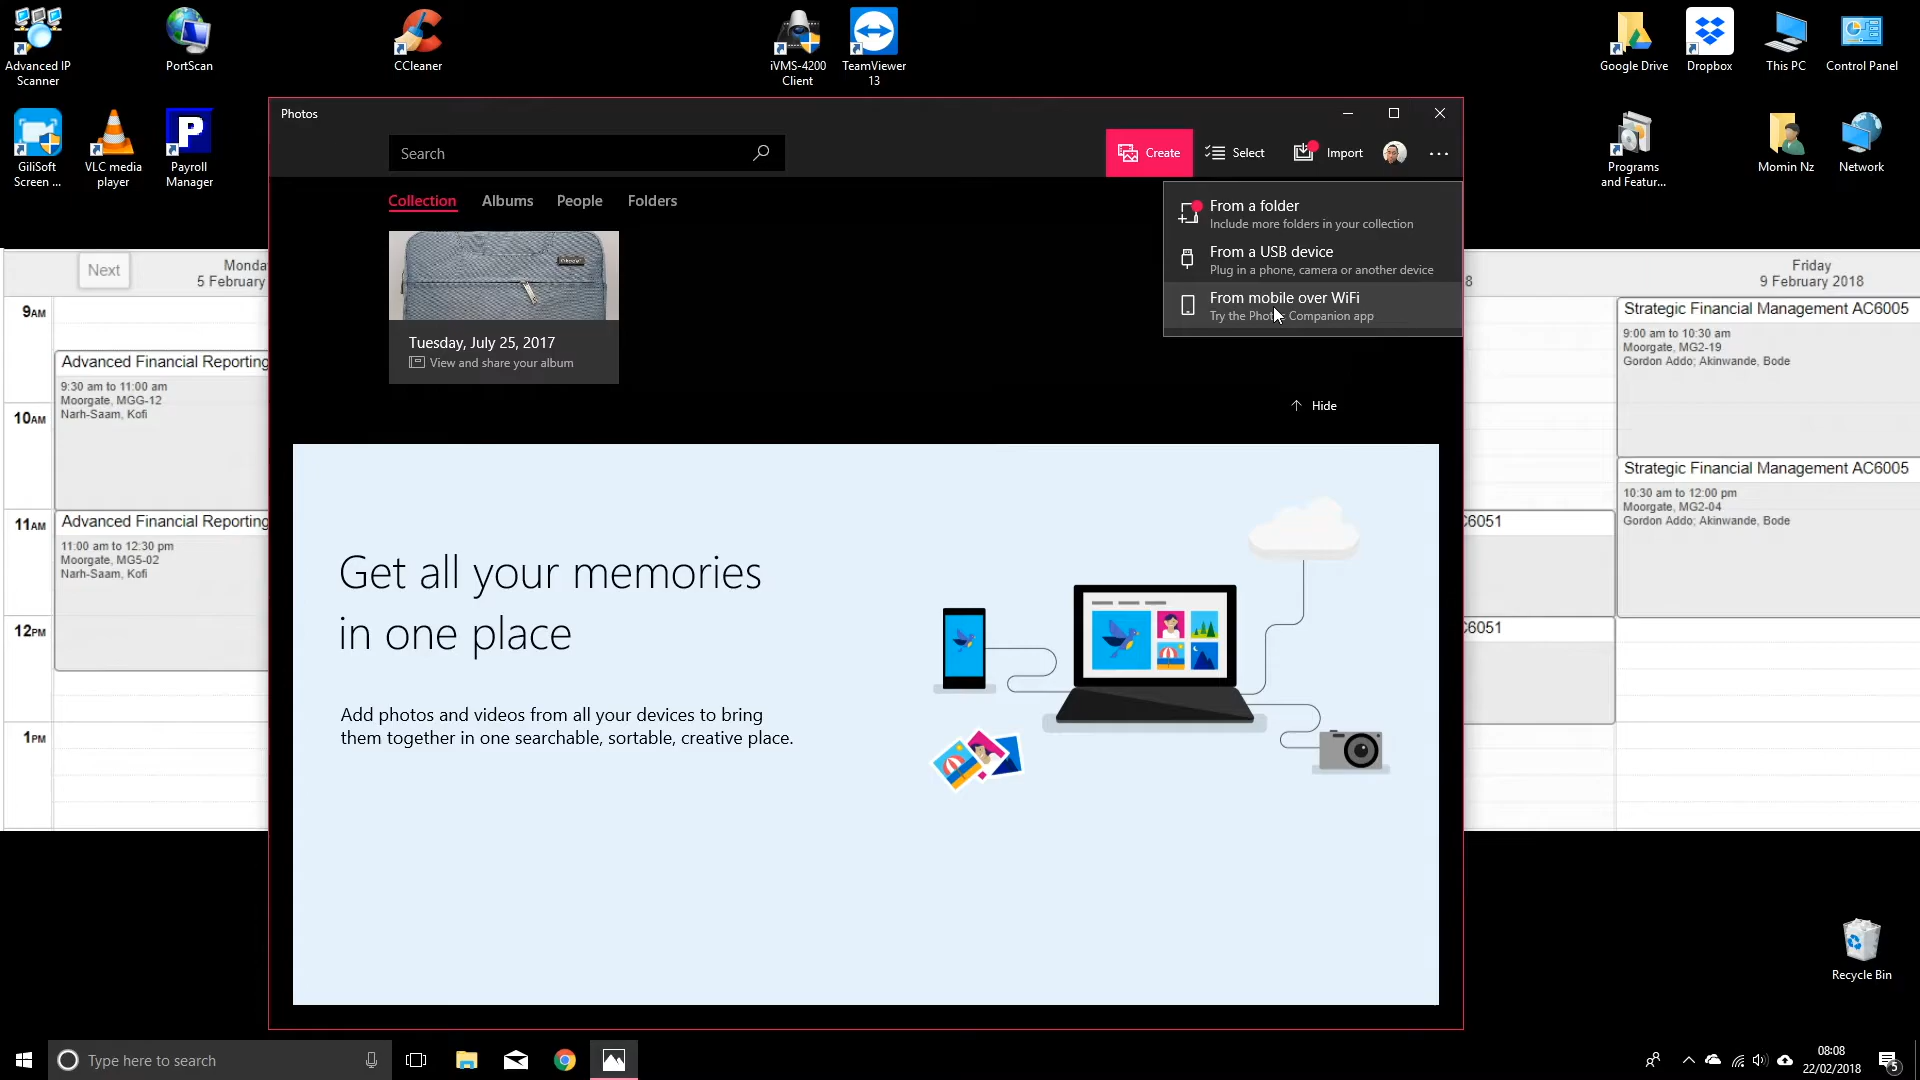 Advanced IP
Scanner
PortScan
CCleaner
iVMS-4200
Client
TeamViewer
13
Google Drive
Dropbox
This PC
Control Panel
GiliSoft
Screen ...
VLC media
player
Payroll
Manager
Programs
and Featur...
Momin Nz
Network
Photos
Search
Create
Select
Import
Collection
Albums
People
Folders
From a folder
Include more folders in your collection
From a USB device
Plug in a phone, camera or another device
From mobile over WiFi
Companion app
Tuesday, July 25, 2017
View and share your album
Hide
Get all your memories
in one place
Add photos and videos from all your devices to bring
them together in one searchable, sortable, creative place.
Next
5 February
8
Friday
9 February 2018
9AM
10AM
11AM
12PM
1PM
Advanced Financial Reporting
9:30 am to 11:00 am
Moorgate, MGG-12
Narh-Saam, Kofi
Advanced Financial Reporting
11:00 am to 12:30 pm
Moorgate, MG5-02
Narh-Saam, Kofi
C6051
C6051
Strategic Financial Management AC6005
9:00 am to 10:30 am
Moorgate, MG2-19
Gordon Addo; Akinwande, Bode
Strategic Financial Management AC6005
10:30 am to 12:00 pm
Moorgate, MG2-04
Gordon Addo; Akinwande, Bode
Recycle Bin
Type here to search
08:08
22/02/2018
5